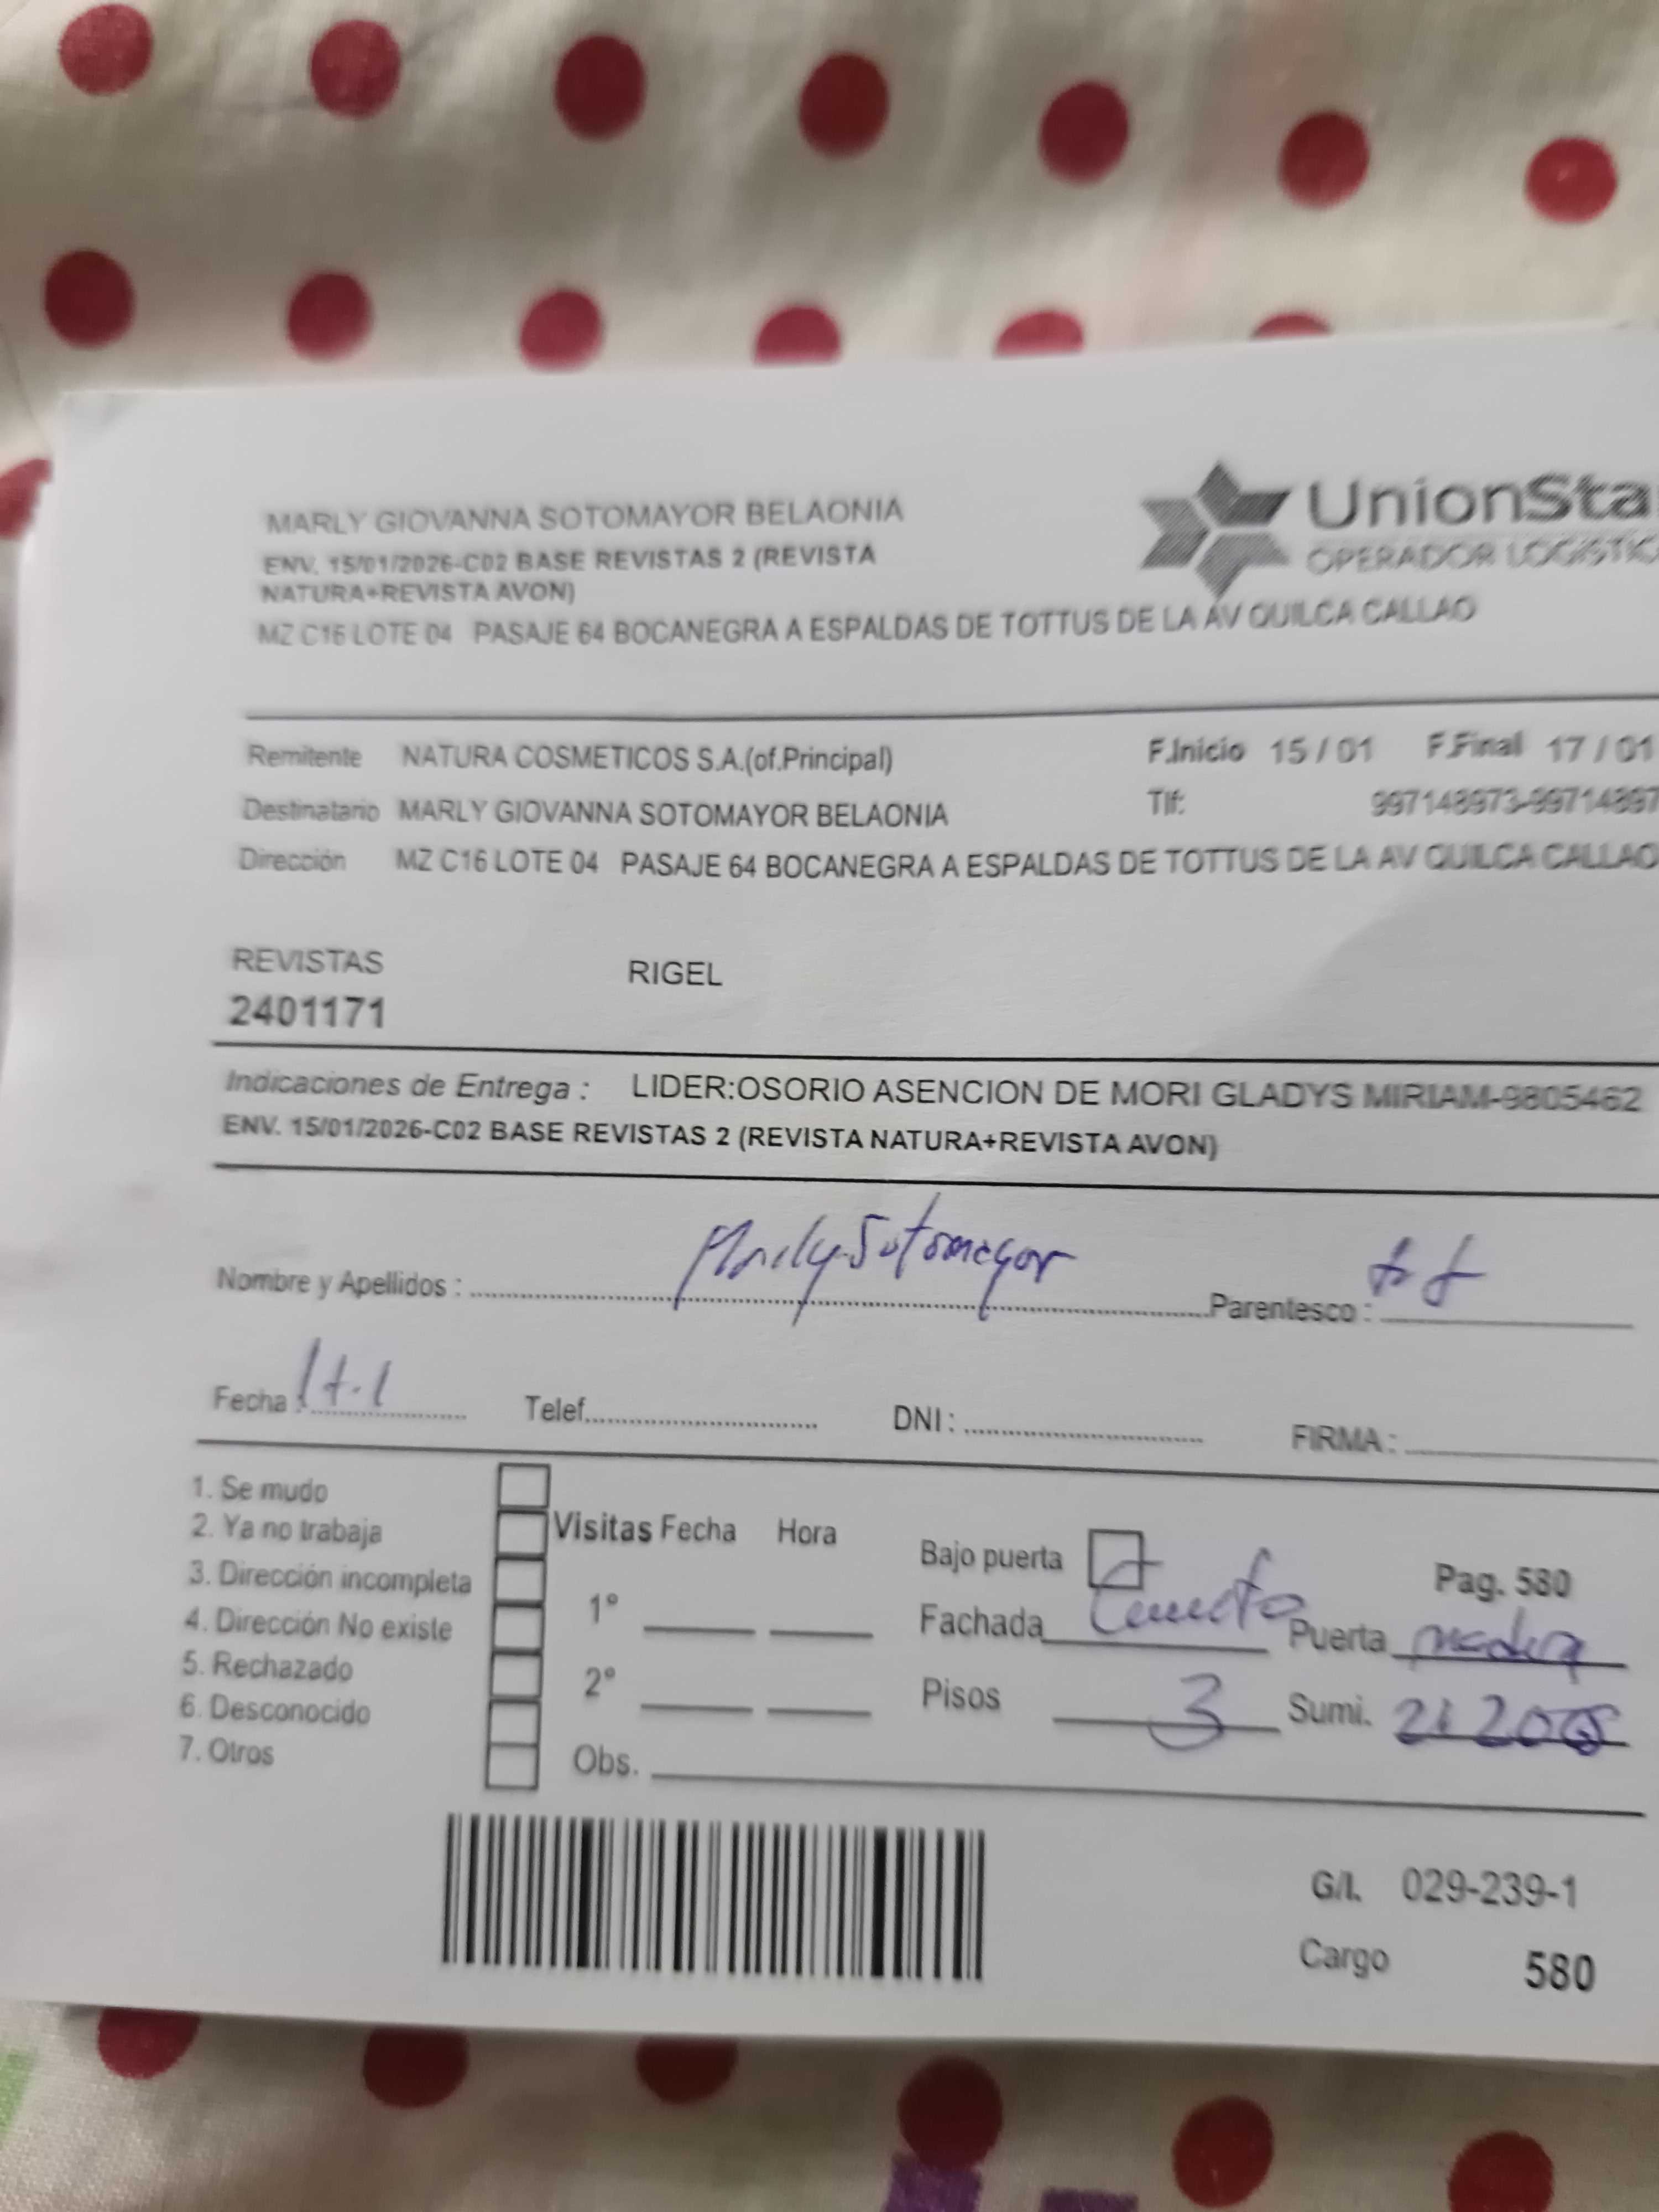 MARLY GIOVANNA SOTOMAYOR BELAONIA
UnionSta
ENV. 15/01/2026-C02 BASE REVISTAS 2 (REVISTA
OPERADOR LOGISTIC
NATURA+REVISTA AVON)
MZ C16 LOTE 04 PASAJE 64 BOCANEGRA A ESPALDAS DE TOTTUS DE LA AV QUILCA CALLAO
Remitente NATURA COSMETICOS S.A.(of.Principal) F.Inicio 15 / 01 F.Final 17 / 01
Destinatario MARLY GIOVANNA SOTOMAYOR BELAONIA Tlf: 997148973-99714897
Dirección MZ C16 LOTE 04 PASAJE 64 BOCANEGRA A ESPALDAS DE TOTTUS DE LA AV QUILCA CALLAO
REVISTAS RIGEL
2401171
Indicaciones de Entrega : LIDER:OSORIO ASENCION DE MORI GLADYS MIRIAM-9805462
ENV. 15/01/2026-C02 BASE REVISTAS 2 (REVISTA NATURA+REVISTA AVON)
Nombre y Apellidos : Marly Sotomayor Parentesco :
Fecha : Telef. DNI : FIRMA :
1. Se mudo
2. Ya no trabaja Visitas Fecha Hora Bajo puerta Pag. 580
3. Dirección incompleta
4. Dirección No existe 1° Fachada Puerta madera
5. Rechazado
6. Desconocido 2° Pisos 3 Sumi.
7. Otros Obs.
G/I. 029-239-1
Cargo 580